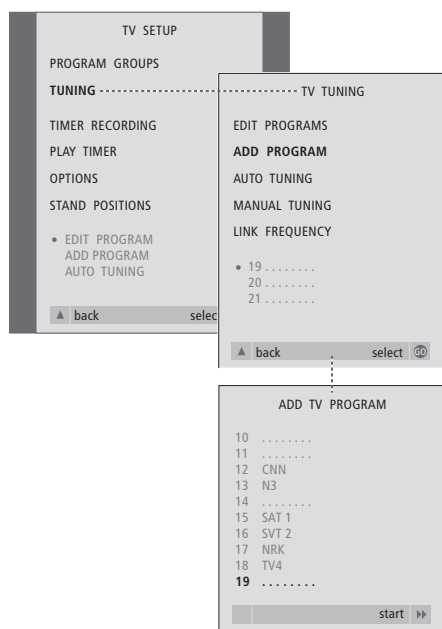 TV SETUP
PROGRAM GROUPS
TUNING
TIMER RECORDING
PLAY TIMER
OPTIONS
STAND POSITIONS
• EDIT PROGRAM
ADD PROGRAM
AUTO TUNING
▲ back selec
TV TUNING
EDIT PROGRAMS
ADD PROGRAM
AUTO TUNING
MANUAL TUNING
LINK FREQUENCY
• 19 . . . . . . . .
20 . . . . . . . .
21 . . . . . . . .
▲ back select GO
ADD TV PROGRAM
10 . . . . . . . .
11 . . . . . . . .
12 CNN
13 N3
14 . . . . . . . .
15 SAT 1
16 SVT 2
17 NRK
18 TV4
19 . . . . . . . .
start ▶▶